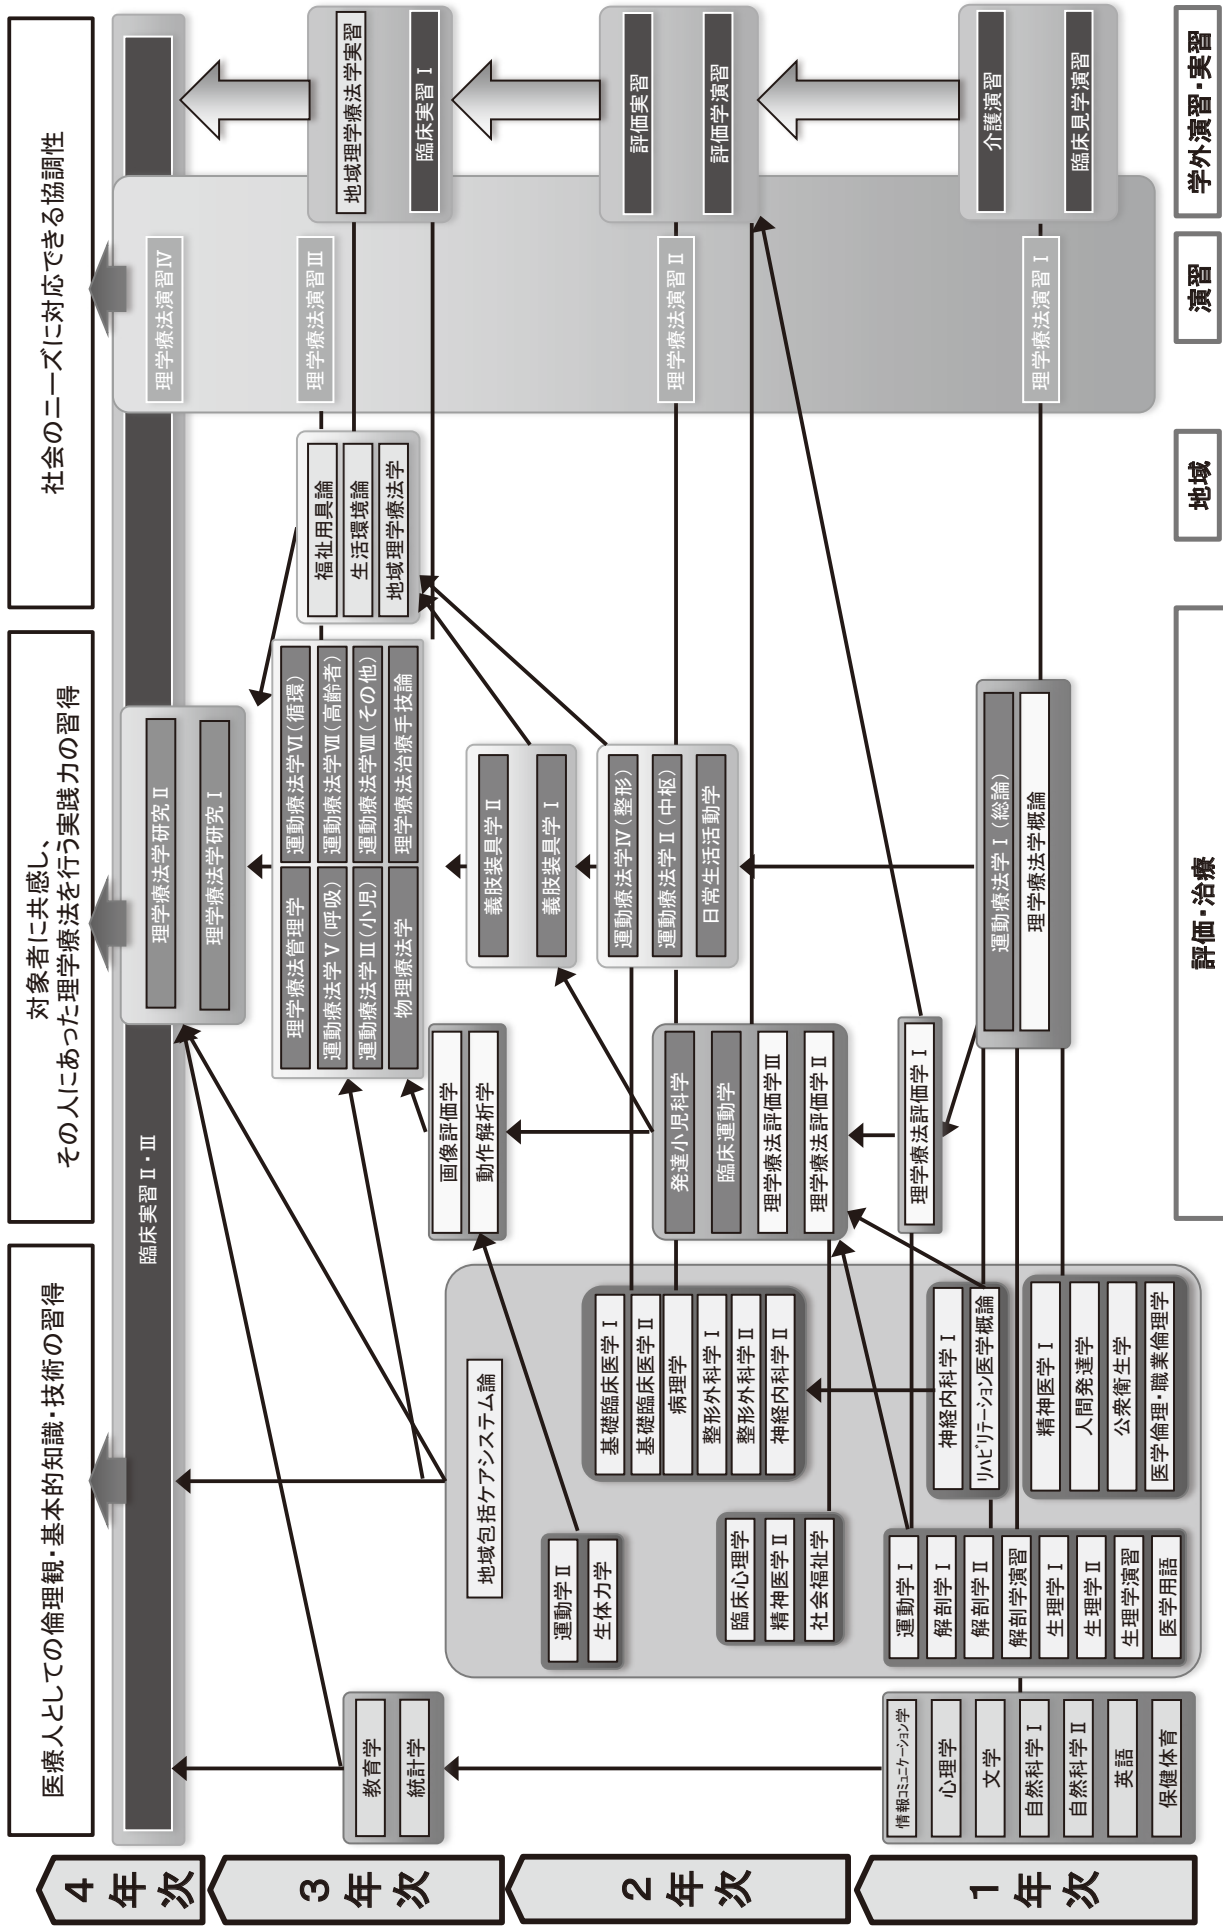 医療人としての倫理観・基本的知識・技術の習得
対象者に共感し、
その人にあった理学療法を行う実践力の習得
社会のニーズに対応できる協調性
4年次
臨床実習Ⅱ・Ⅲ
理学療法学研究Ⅱ
理学療法学研究Ⅰ
理学療法演習Ⅳ
3年次
教育学
統計学
地域包括ケアシステム論
画像評価学
動作解析学
理学療法管理学
運動療法学Ⅴ(呼吸)
運動療法学Ⅲ(小児)
物理療法学
運動療法学Ⅵ(循環)
運動療法学Ⅶ(高齢者)
運動療法学Ⅷ(その他)
理学療法治療手技論
義肢装具学Ⅱ
義肢装具学Ⅰ
福祉用具論
生活環境論
地域理学療法学
理学療法演習Ⅲ
地域理学療法学実習
臨床実習Ⅰ
2年次
運動学Ⅱ
生体力学
臨床心理学
精神医学Ⅱ
社会福祉学
基礎臨床医学Ⅰ
基礎臨床医学Ⅱ
病理学
整形外科学Ⅰ
整形外科学Ⅱ
神経内科学Ⅱ
発達小児科学
臨床運動学
理学療法評価学Ⅲ
理学療法評価学Ⅱ
運動療法学Ⅳ(整形)
運動療法学Ⅱ(中枢)
日常生活活動学
理学療法演習Ⅱ
評価実習
評価学演習
1年次
情報コミュニケーション学
心理学
文学
自然科学Ⅰ
自然科学Ⅱ
英語
保健体育
運動学Ⅰ
解剖学Ⅰ
解剖学Ⅱ
解剖学演習
生理学Ⅰ
生理学Ⅱ
生理学演習
医学用語
神経内科学Ⅰ
リハビリテーション医学概論
精神医学Ⅰ
人間発達学
公衆衛生学
医学倫理・職業倫理学
理学療法評価学Ⅰ
運動療法学Ⅰ(総論)
理学療法学概論
理学療法演習Ⅰ
介護演習
臨床見学演習
評価・治療
地域
演習
学外演習・実習